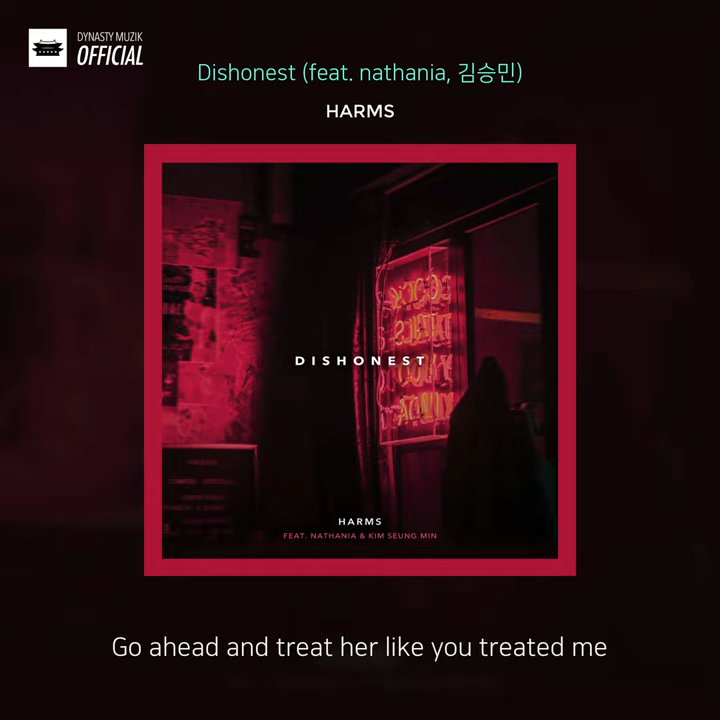 DYNASTY MUZIK
OFFICIAL
Dishonest (feat. nathania, 김승민)
HARMS
DISHONEST
HARMS
FEAT. NATHANIA & KIM SEUNG MIN
Go ahead and treat her like you treated me